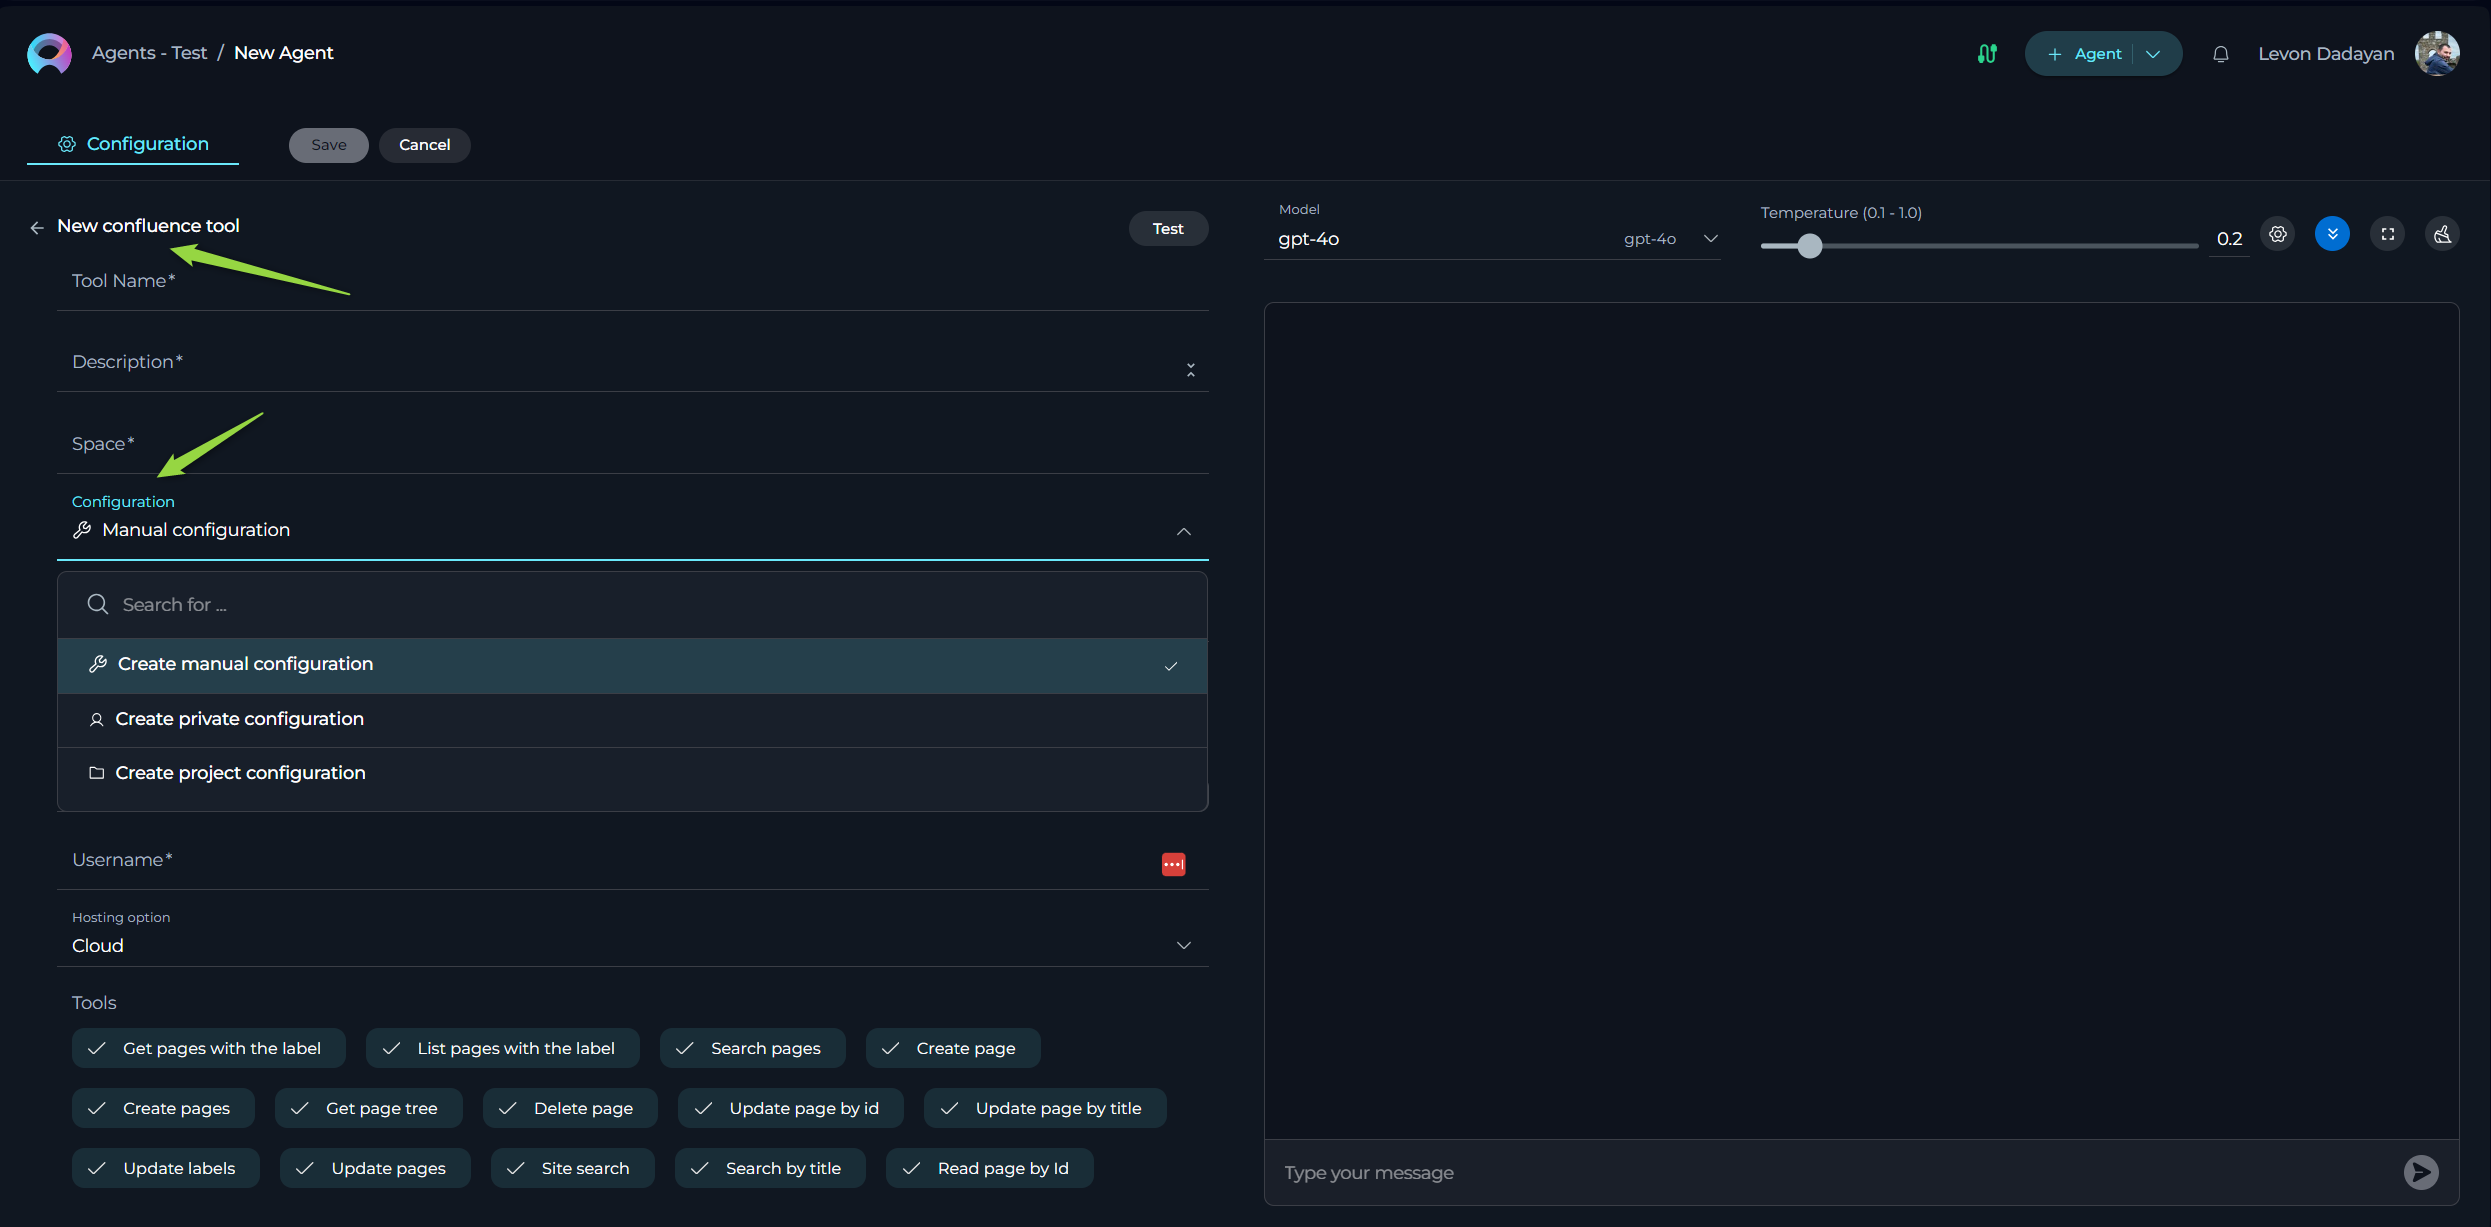 Agents - Test / New Agent
+ Agent
Levon Dadayan
Configuration
Save
Cancel
New confluence tool
Test
Tool Name*
Description*
Space*
Configuration
Manual configuration
Search for ...
Create manual configuration
Create private configuration
Create project configuration
Username*
Hosting option
Cloud
Tools
Get pages with the label
List pages with the label
Search pages
Create page
Create pages
Get page tree
Delete page
Update page by id
Update page by title
Update labels
Update pages
Site search
Search by title
Read page by Id
Model
gpt-4o
gpt-4o
Temperature (0.1 - 1.0)
0.2
Type your message